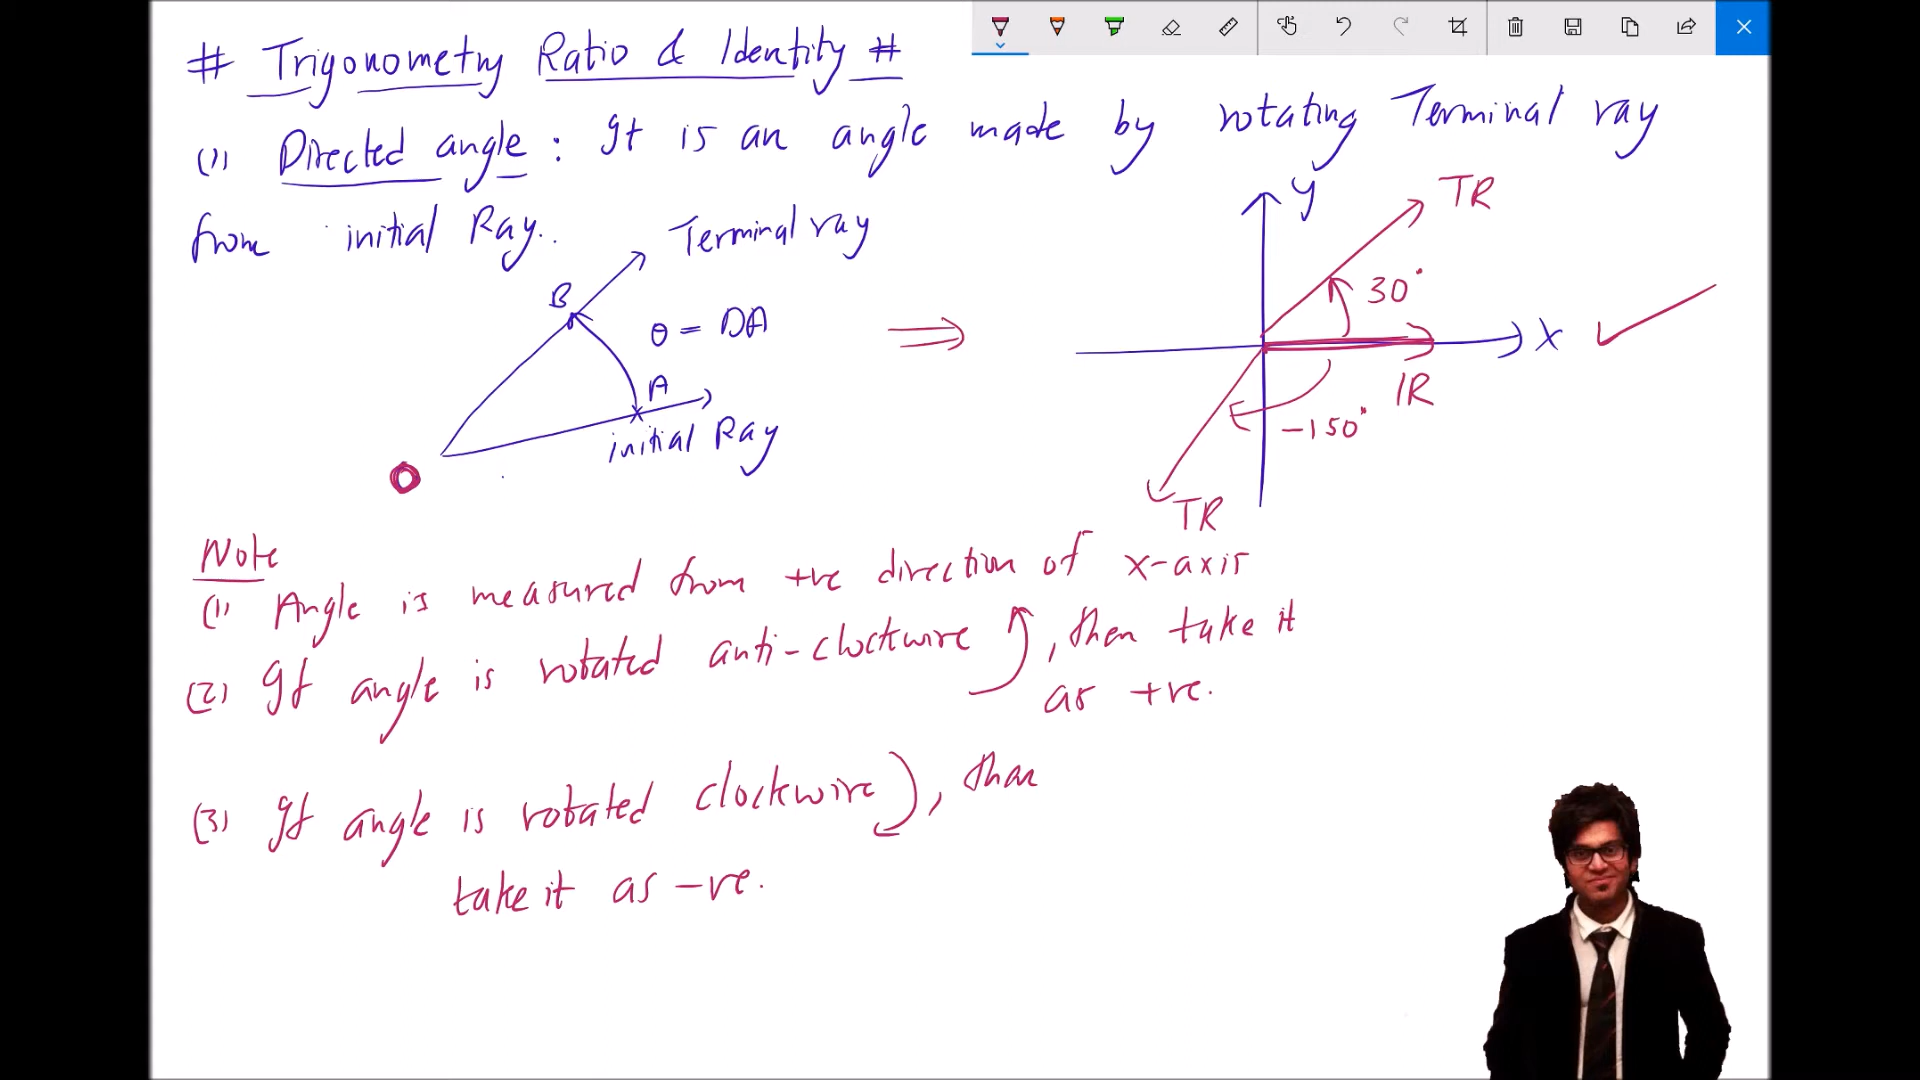 # Trigonometry Ratio & Identity #
(1) Directed angle : It is an angle made by rotating Terminal ray
from initial Ray.
Terminal ray
B
θ = DA
A
initial Ray
O
⇒
y
TR
30°
x
IR
-150°
TR
Note
(1) Angle is measured from +ve direction of x-axis
(2) If angle is rotated anti-clockwise , then take it
as +ve.
(3) If angle is rotated clockwise , than
take it as -ve.